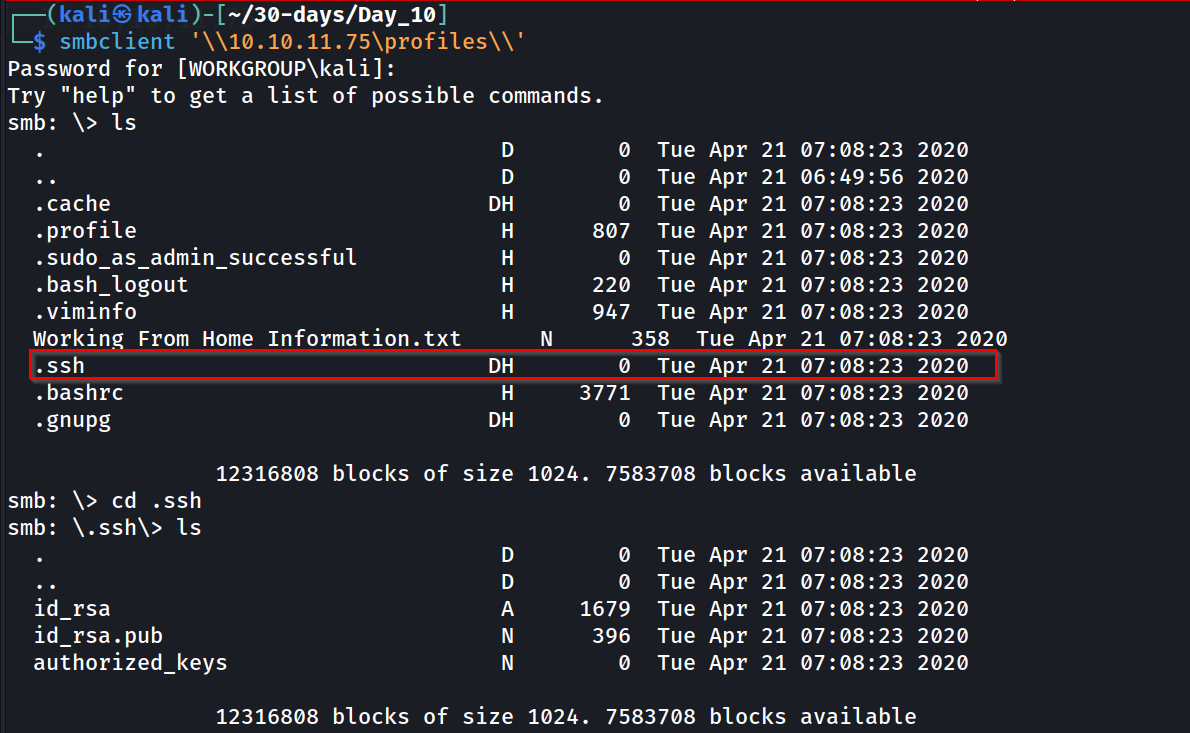 ┌──(kali㉿kali)-[~/30-days/Day_10]
└─$ smbclient '\\10.10.11.75\profiles\\'
Password for [WORKGROUP\kali]:
Try "help" to get a list of possible commands.
smb: \> ls
  .                                   D        0  Tue Apr 21 07:08:23 2020
  ..                                  D        0  Tue Apr 21 06:49:56 2020
  .cache                             DH        0  Tue Apr 21 07:08:23 2020
  .profile                            H      807  Tue Apr 21 07:08:23 2020
  .sudo_as_admin_successful           H        0  Tue Apr 21 07:08:23 2020
  .bash_logout                        H      220  Tue Apr 21 07:08:23 2020
  .viminfo                            H      947  Tue Apr 21 07:08:23 2020
  Working From Home Information.txt      N      358  Tue Apr 21 07:08:23 2020
  .ssh                               DH        0  Tue Apr 21 07:08:23 2020
  .bashrc                             H     3771  Tue Apr 21 07:08:23 2020
  .gnupg                             DH        0  Tue Apr 21 07:08:23 2020
                12316808 blocks of size 1024. 7583708 blocks available
smb: \> cd .ssh
smb: \.ssh\> ls
  .                                   D        0  Tue Apr 21 07:08:23 2020
  ..                                  D        0  Tue Apr 21 07:08:23 2020
  id_rsa                              A     1679  Tue Apr 21 07:08:23 2020
  id_rsa.pub                          N      396  Tue Apr 21 07:08:23 2020
  authorized_keys                     N        0  Tue Apr 21 07:08:23 2020
                12316808 blocks of size 1024. 7583708 blocks available